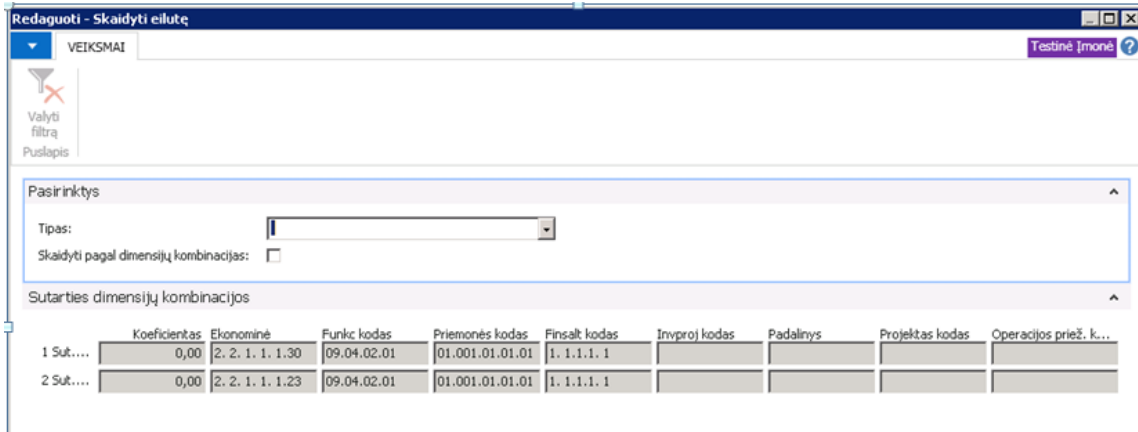 Redaguoti - Skaidyti eilutę
VEIKSMAI
Testinė Įmonė
Valyti
filtrą
Puslapis
Pasirinktys
Tipas:
Skaidyti pagal dimensijų kombinacijas:
Sutarties dimensijų kombinacijos
Koeficientas Ekonominė Funkc kodas Priemonės kodas Finsalt kodas Invproj kodas Padalinys Projektas kodas Operacijos priež. k...
1 Sut.... 0,00 2. 2. 1. 1. 1.30 09.04.02.01 01.001.01.01.01 1. 1.1.1. 1
2 Sut.... 0,00 2. 2. 1. 1. 1.23 09.04.02.01 01.001.01.01.01 1. 1.1.1. 1